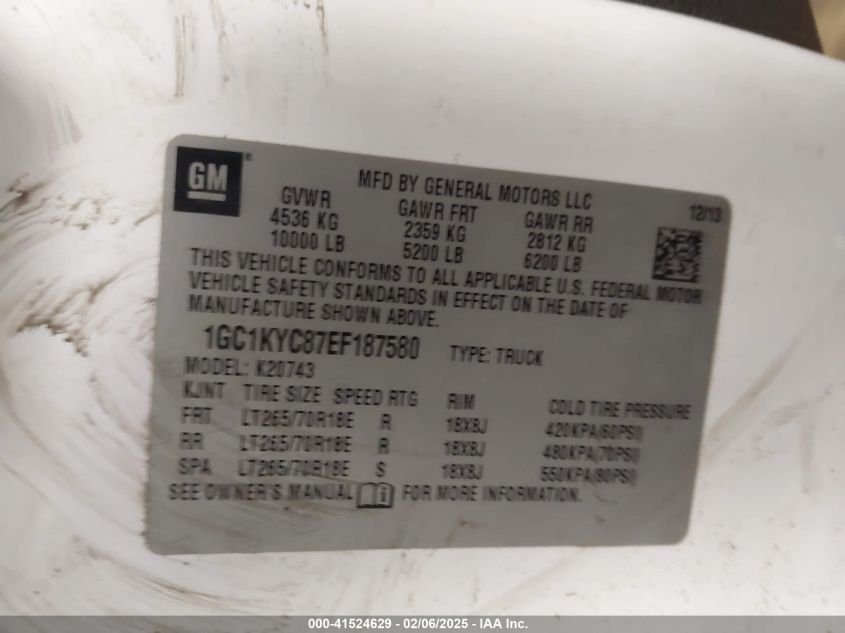 GM®
MFD BY GENERAL MOTORS LLC
12/13
GVWR GAWR FRT GAWR RR
4536 KG 2359 KG 2812 KG
10000 LB 5200 LB 6200 LB
THIS VEHICLE CONFORMS TO ALL APPLICABLE U.S. FEDERAL MOTOR
VEHICLE SAFETY STANDARDS IN EFFECT ON THE DATE OF
MANUFACTURE SHOWN ABOVE.
1GC1KYC87EF187580 TYPE: TRUCK
MODEL: K20743
KJNT TIRE SIZE SPEED RTG RIM COLD TIRE PRESSURE
FRT LT265/70R18E R 18X8J 420KPA(60PSI)
RR LT265/70R18E R 18X8J 480KPA(70PSI)
SPA LT265/70R18E S 18X8J 550KPA(80PSI)
SEE OWNER'S MANUAL i FOR MORE INFORMATION.
000-41524629 - 02/06/2025 - IAA Inc.